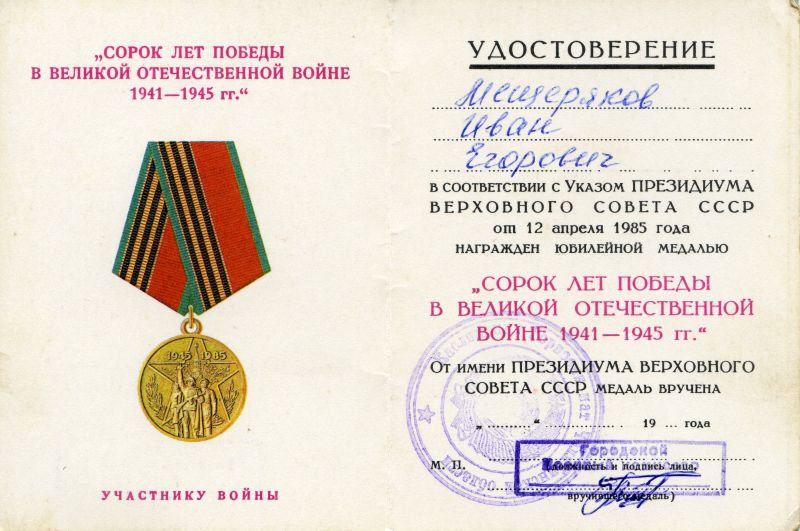 „СОРОК ЛЕТ ПОБЕДЫ
В ВЕЛИКОЙ ОТЕЧЕСТВЕННОЙ ВОЙНЕ
1941—1945 гг.“
1945 1985
УЧАСТНИКУ ВОЙНЫ
УДОСТОВЕРЕНИЕ
Мещеряков
Иван
Егорович
В СООТВЕТСТВИИ С УКАЗОМ ПРЕЗИДИУМА
ВЕРХОВНОГО СОВЕТА СССР
от 12 апреля 1985 года
НАГРАЖДЕН ЮБИЛЕЙНОЙ МЕДАЛЬЮ
„СОРОК ЛЕТ ПОБЕДЫ
В ВЕЛИКОЙ ОТЕЧЕСТВЕННОЙ
ВОЙНЕ 1941—1945 гг.“
От имени ПРЕЗИДИУМА ВЕРХОВНОГО
СОВЕТА СССР МЕДАЛЬ ВРУЧЕНА
„..........“ .................. 19 ... года
Городской
М. П. (должность и подпись лица,
вручившего медаль)